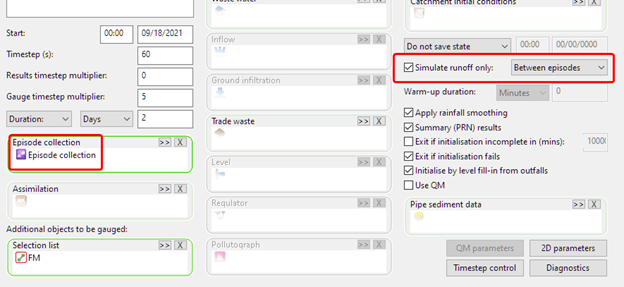 Waste water
Catchment initial conditions
Start:
00:00
09/18/2021
Timestep (s):
60
Results timestep multiplier:
0
Gauge timestep multiplier:
5
Duration:
Days
2
Episode collection
>>
X
Episode collection
Assimilation
>>
X
Additional objects to be gauged:
Selection list
>>
X
FM
>>
X
Inflow
>>
X
Ground infiltration
>>
X
Trade waste
>>
X
Level
>>
X
Regulator
>>
X
Pollutograph
>>
X
>>
X
Do not save state
00:00
00/00/0000
Simulate runoff only:
Between episodes
Warm-up duration:
Minutes
0
Apply rainfall smoothing
Summary (PRN) results
Exit if initialisation incomplete in (mins):
1000
Exit if initialisation fails
Initialise by level fill-in from outfalls
Use QM
Pipe sediment data
>>
X
QM parameters
2D parameters
Timestep control
Diagnostics